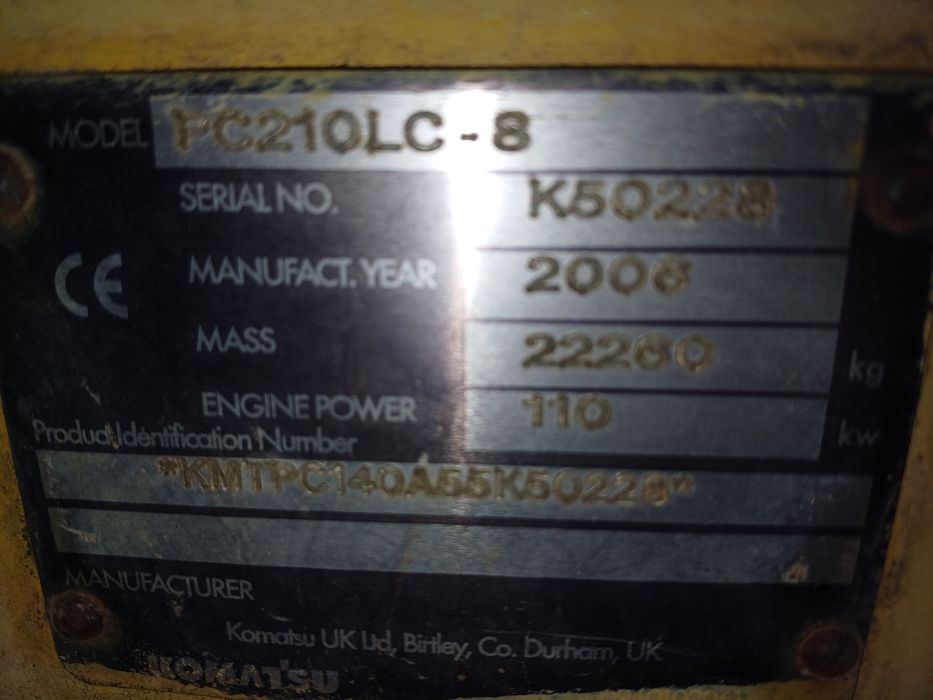 MODEL PC210LC-8
SERIAL NO. K50228
CE MANUFACT. YEAR 2006
MASS 22260 kg
ENGINE POWER 110 kw
Product Identification Number
*KMTPC140A55K50228*
MANUFACTURER
Komatsu UK Ltd, Birtley, Co. Durham, UK
KOMATSU